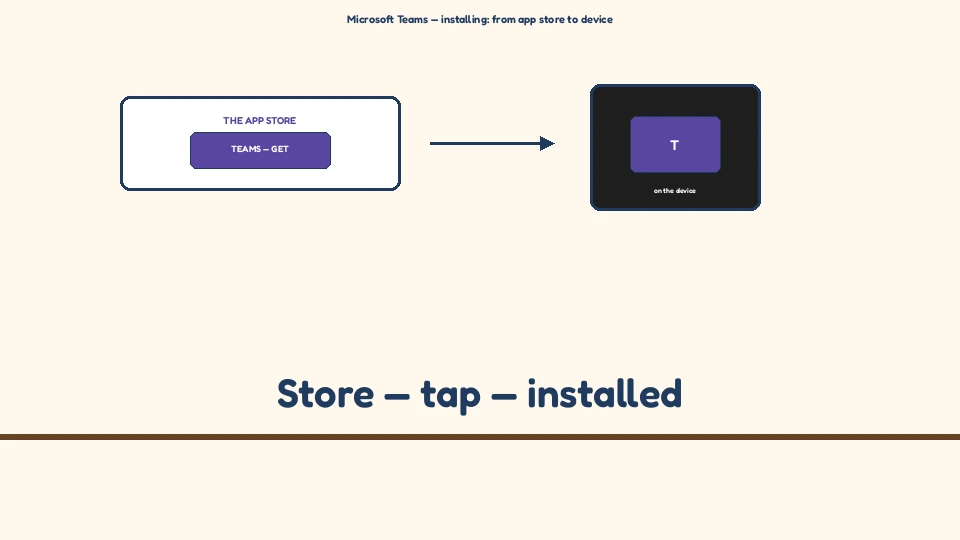 Microsoft Teams — installing: from app store to device
THE APP STORE
TEAMS — GET
T
on the device
Store — tap — installed